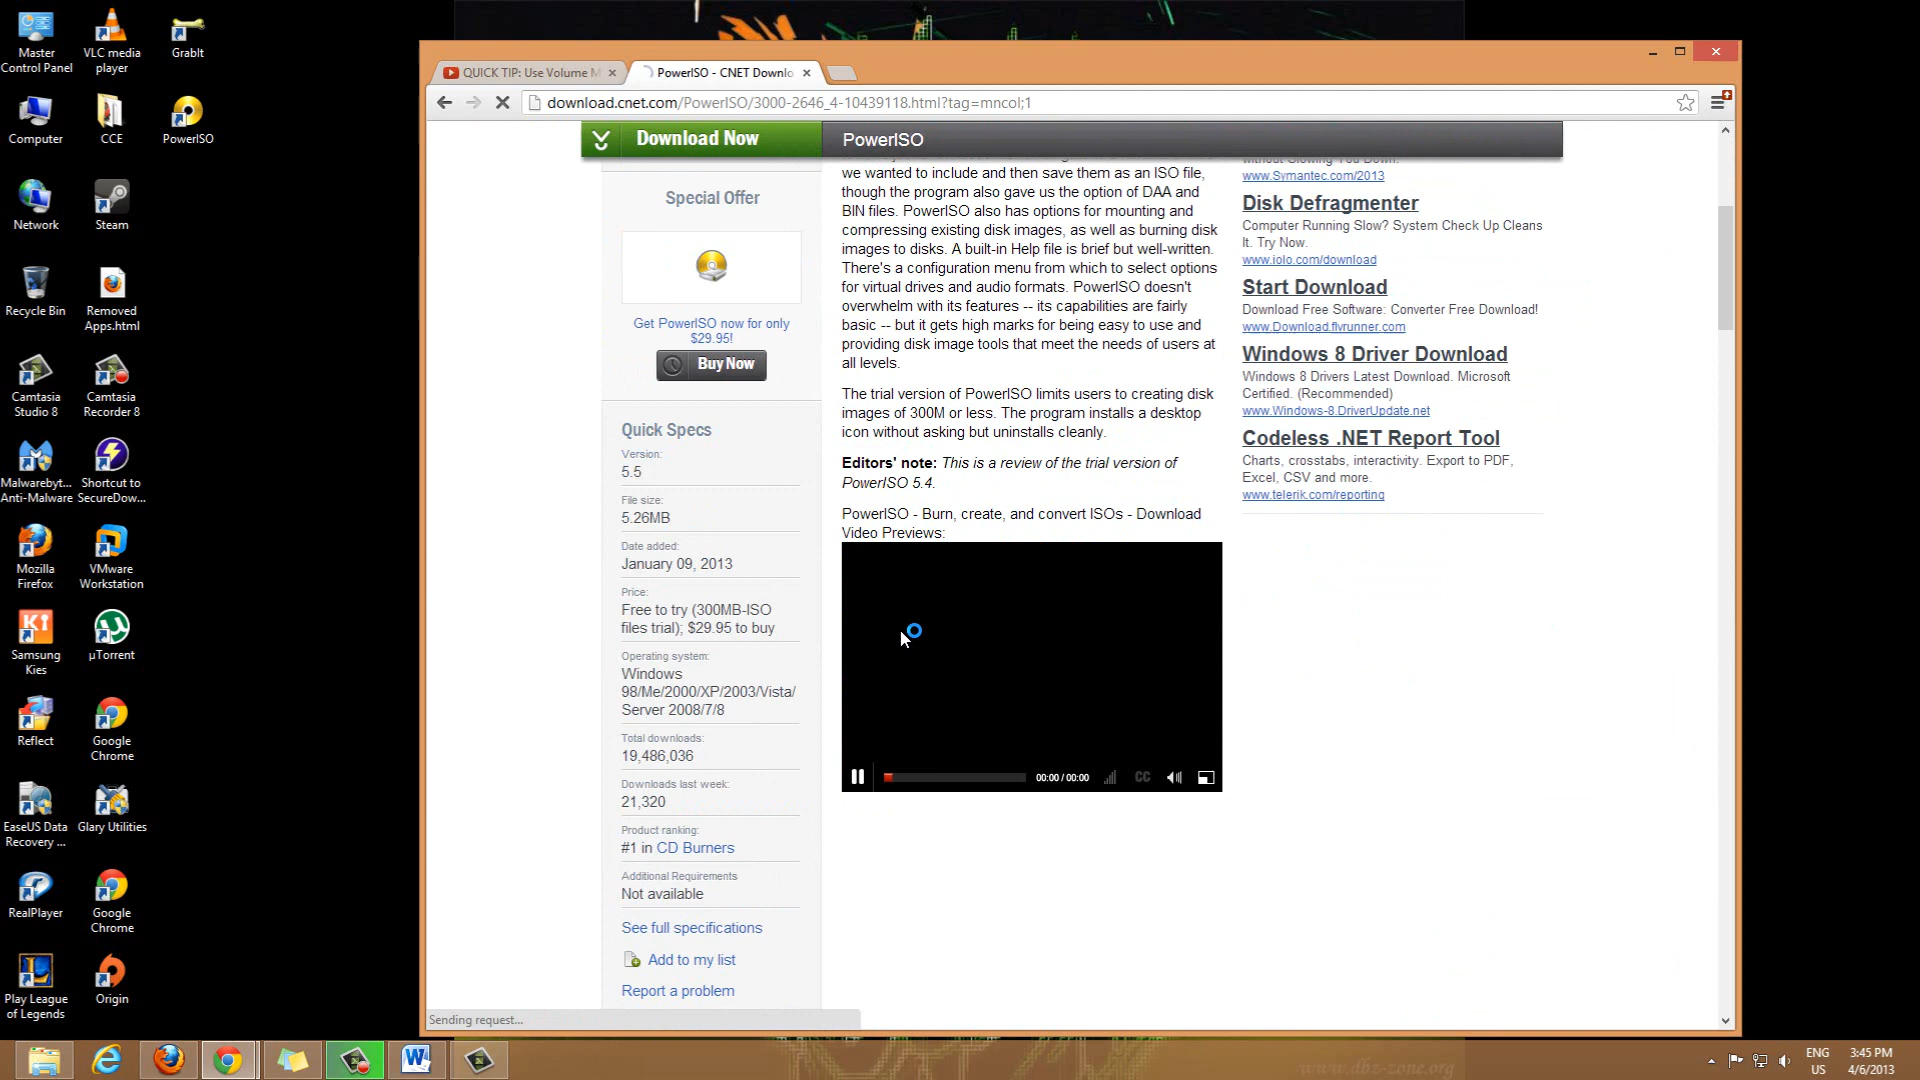 Master
Control Panel
VLC media
player
GrabIt
Computer
CCE
PowerISO
Network
Steam
Recycle Bin
Removed
Apps.html
Camtasia
Studio 8
Camtasia
Recorder 8
Malwarebyt...
Anti-Malware
Shortcut to
SecureDow...
Mozilla
Firefox
VMware
Workstation
Samsung
Kies
µTorrent
Reflect
Google
Chrome
EaseUS Data
Recovery ...
Glary Utilities
RealPlayer
Google
Chrome
Play League
of Legends
Origin
QUICK TIP: Use Volume M
PowerISO - CNET Downlo
download.cnet.com/PowerISO/3000-2646_4-10439118.html?tag=mncol;1
Download Now
PowerISO
Special Offer
Get PowerISO now for only
$29.95!
Buy Now
Quick Specs
Version:
5.5
File size:
5.26MB
Date added:
January 09, 2013
Price:
Free to try (300MB-ISO
files trial); $29.95 to buy
Operating system:
Windows
98/Me/2000/XP/2003/Vista/
Server 2008/7/8
Total downloads:
19,486,036
Downloads last week:
21,320
Product ranking:
#1 in CD Burners
Additional Requirements
Not available
See full specifications
Add to my list
Report a problem
we wanted to include and then save them as an ISO file,
though the program also gave us the option of DAA and
BIN files. PowerISO also has options for mounting and
compressing existing disk images, as well as burning disk
images to disks. A built-in Help file is brief but well-written.
There's a configuration menu from which to select options
for virtual drives and audio formats. PowerISO doesn't
overwhelm with its features -- its capabilities are fairly
basic -- but it gets high marks for being easy to use and
providing disk image tools that meet the needs of users at
all levels.
The trial version of PowerISO limits users to creating disk
images of 300M or less. The program installs a desktop
icon without asking but uninstalls cleanly.
Editors' note: This is a review of the trial version of
PowerISO 5.4.
PowerISO - Burn, create, and convert ISOs - Download
Video Previews:
00:00 / 00:00
CC
without Slowing You Down.
www.Symantec.com/2013
Disk Defragmenter
Computer Running Slow? System Check Up Cleans
It. Try Now.
www.iolo.com/download
Start Download
Download Free Software: Converter Free Download!
www.Download.flvrunner.com
Windows 8 Driver Download
Windows 8 Drivers Latest Download. Microsoft
Certified. (Recommended)
www.Windows-8.DriverUpdate.net
Codeless .NET Report Tool
Charts, crosstabs, interactivity. Export to PDF,
Excel, CSV and more.
www.telerik.com/reporting
Sending request...
www.dbz-zone.org
ENG
US
3:45 PM
4/6/2013